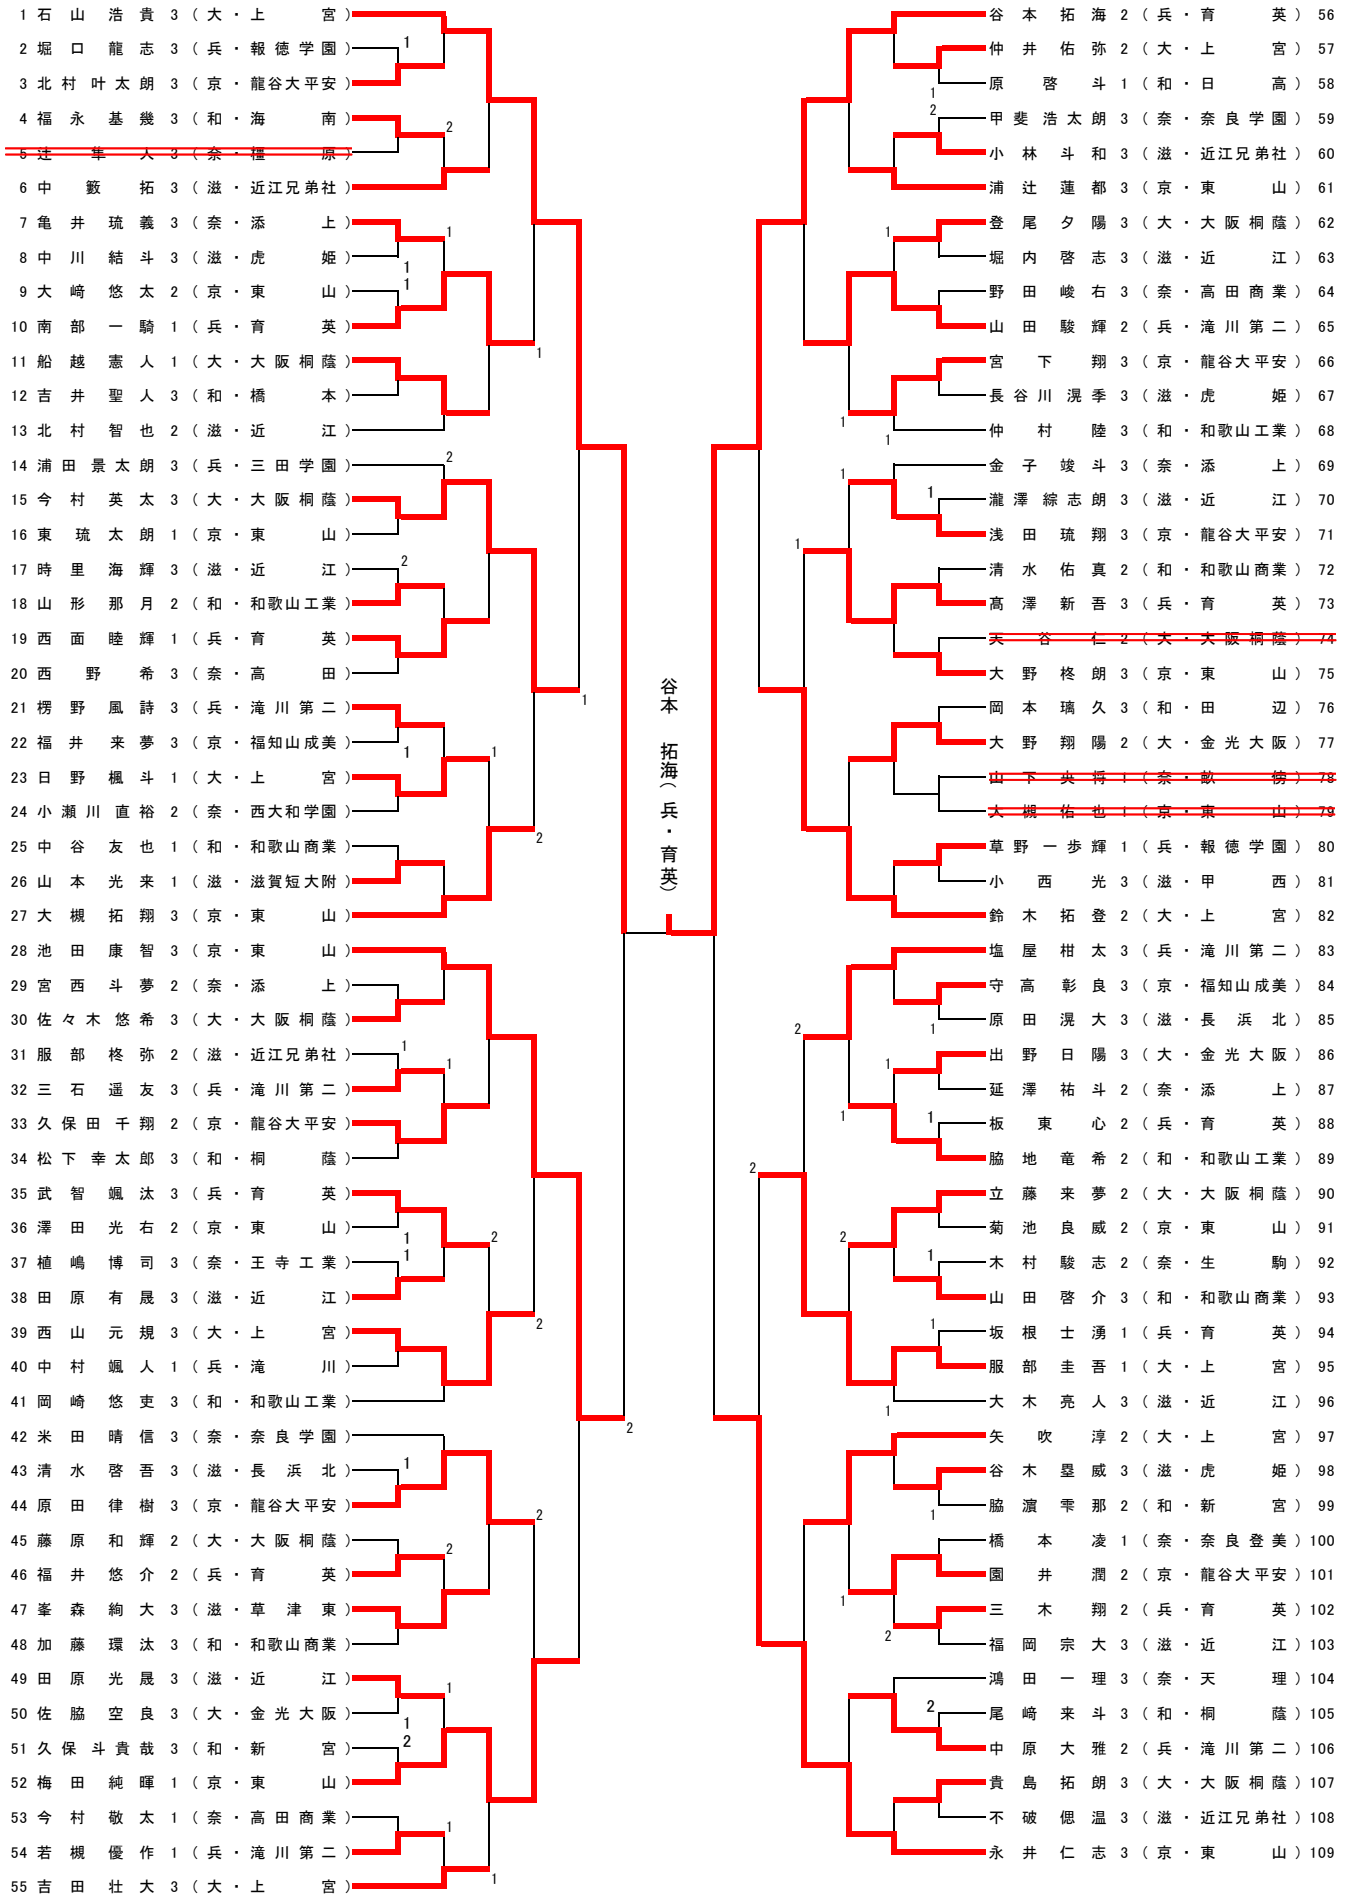 1 石山浩貴 3 (大・上宮)
2 堀口龍志 3 (兵・報徳学園)
3 北村叶太朗 3 (京・龍谷大平安)
4 福永基幾 3 (和・海南)
5 辻隼人 3 (奈・橿原)
6 中籔拓 3 (滋・近江兄弟社)
7 亀井琉義 3 (奈・添上)
8 中川結斗 3 (滋・虎姫)
9 大﨑悠太 2 (京・東山)
10 南部一騎 1 (兵・育英)
11 船越憲人 1 (大・大阪桐蔭)
12 吉井聖人 3 (和・橋本)
13 北村智也 2 (滋・近江)
14 浦田景太朗 3 (兵・三田学園)
15 今村英太 3 (大・大阪桐蔭)
16 東琉太朗 1 (京・東山)
17 時里海輝 3 (滋・近江)
18 山形那月 2 (和・和歌山工業)
19 西面睦輝 1 (兵・育英)
20 西野希 3 (奈・高田)
21 楞野風詩 3 (兵・滝川第二)
22 福井来夢 3 (京・福知山成美)
23 日野楓斗 1 (大・上宮)
24 小瀬川直裕 2 (奈・西大和学園)
25 中谷友也 1 (和・和歌山商業)
26 山本光来 1 (滋・滋賀短大附)
27 大槻拓翔 3 (京・東山)
28 池田康智 3 (京・東山)
29 宮西斗夢 2 (奈・添上)
30 佐々木悠希 3 (大・大阪桐蔭)
31 服部柊弥 2 (滋・近江兄弟社)
32 三石遥友 3 (兵・滝川第二)
33 久保田千翔 2 (京・龍谷大平安)
34 松下幸太郎 3 (和・桐蔭)
35 武智颯汰 3 (兵・育英)
36 澤田光右 2 (京・東山)
37 植嶋博司 3 (奈・王寺工業)
38 田原有晟 3 (滋・近江)
39 西山元規 3 (大・上宮)
40 中村颯人 1 (兵・滝川)
41 岡崎悠吏 3 (和・和歌山工業)
42 米田晴信 3 (奈・奈良学園)
43 清水啓吾 3 (滋・長浜北)
44 原田律樹 3 (京・龍谷大平安)
45 藤原和輝 2 (大・大阪桐蔭)
46 福井悠介 2 (兵・育英)
47 峯森絢大 3 (滋・草津東)
48 加藤環汰 3 (和・和歌山商業)
49 田原光晟 3 (滋・近江)
50 佐脇空良 3 (大・金光大阪)
51 久保斗貴哉 3 (和・新宮)
52 梅田純暉 1 (京・東山)
53 今村敬太 1 (奈・高田商業)
54 若槻優作 1 (兵・滝川第二)
55 吉田壮大 3 (大・上宮)
谷本 拓海(兵・育英)
谷本拓海 2 (兵・育英) 56
仲井佑弥 2 (大・上宮) 57
原啓斗 1 (和・日高) 58
甲斐浩太朗 3 (奈・奈良学園) 59
小林斗和 3 (滋・近江兄弟社) 60
浦辻蓮都 3 (京・東山) 61
登尾夕陽 3 (大・大阪桐蔭) 62
堀内啓志 3 (滋・近江) 63
野田峻右 3 (奈・高田商業) 64
山田駿輝 2 (兵・滝川第二) 65
宮下翔 3 (京・龍谷大平安) 66
長谷川滉季 3 (滋・虎姫) 67
仲村陸 3 (和・和歌山工業) 68
金子竣斗 3 (奈・添上) 69
瀧澤綜志朗 3 (滋・近江) 70
浅田琉翔 3 (京・龍谷大平安) 71
清水佑真 2 (和・和歌山商業) 72
髙澤新吾 3 (兵・育英) 73
天谷仁 2 (大・大阪桐蔭) 74
大野柊朗 3 (京・東山) 75
岡本璃久 3 (和・田辺) 76
大野翔陽 2 (大・金光大阪) 77
山下央将 1 (奈・畝傍) 78
大槻佑也 1 (京・東山) 79
草野一歩輝 1 (兵・報徳学園) 80
小西光 3 (滋・甲西) 81
鈴木拓登 2 (大・上宮) 82
塩屋柑太 3 (兵・滝川第二) 83
守高彰良 3 (京・福知山成美) 84
原田滉大 3 (滋・長浜北) 85
出野日陽 3 (大・金光大阪) 86
延澤祐斗 2 (奈・添上) 87
板東心 2 (兵・育英) 88
脇地竜希 2 (和・和歌山工業) 89
立藤来夢 2 (大・大阪桐蔭) 90
菊池良威 2 (京・東山) 91
木村駿志 2 (奈・生駒) 92
山田啓介 3 (和・和歌山商業) 93
坂根士湧 1 (兵・育英) 94
服部圭吾 1 (大・上宮) 95
大木亮人 3 (滋・近江) 96
矢吹淳 2 (大・上宮) 97
谷木塁威 3 (滋・虎姫) 98
脇濵雫那 2 (和・新宮) 99
橋本凌 1 (奈・奈良登美) 100
園井潤 2 (京・龍谷大平安) 101
三木翔 2 (兵・育英) 102
福岡宗大 3 (滋・近江) 103
鴻田一理 3 (奈・天理) 104
尾﨑来斗 3 (和・桐蔭) 105
中原大雅 2 (兵・滝川第二) 106
貴島拓朗 3 (大・大阪桐蔭) 107
不破偲温 3 (滋・近江兄弟社) 108
永井仁志 3 (京・東山) 109